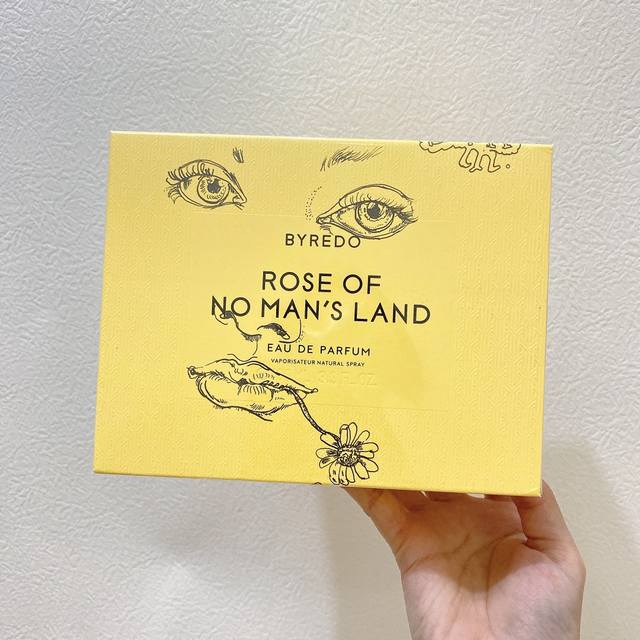 BYREDO
ROSE OF
NO MAN'S LAND
EAU DE PARFUM
VAPORISATEUR NATURAL SPRAY